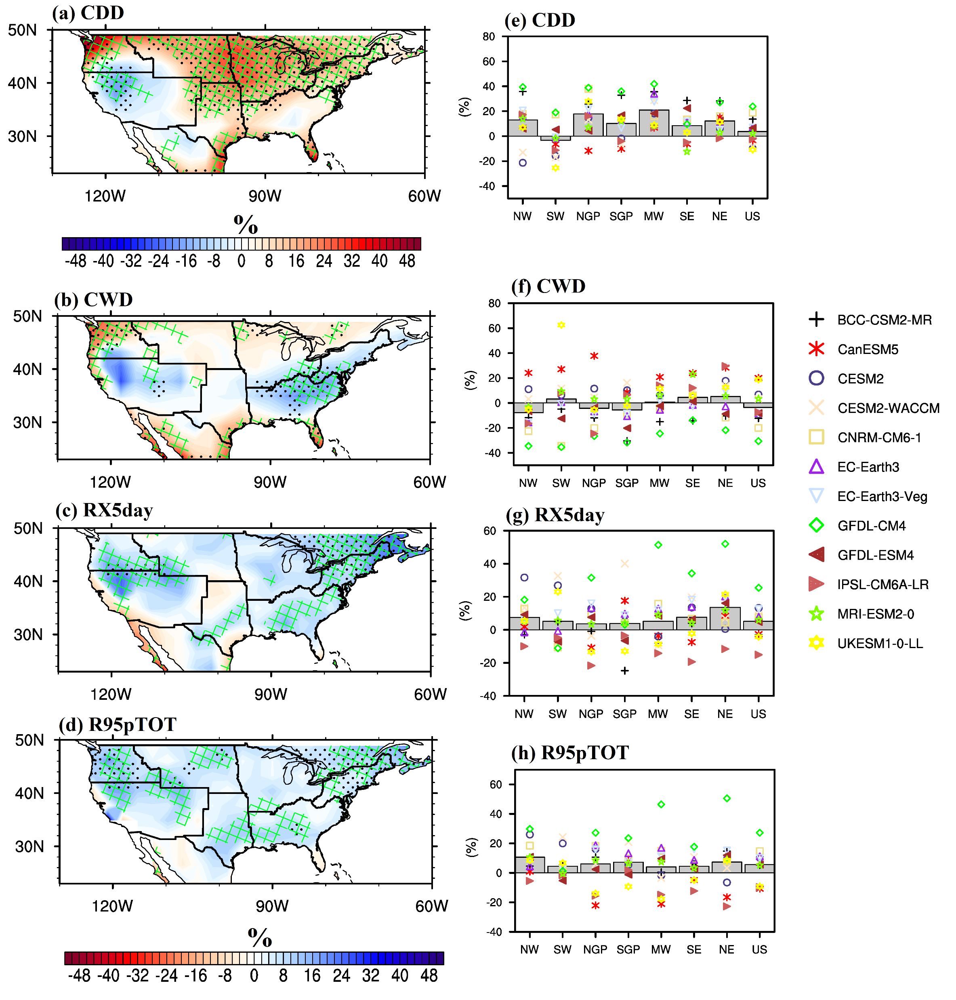 (a) CDD
50N
40N
30N
120W 90W 60W
%
-48 -40 -32 -24 -16 -8 0 8 16 24 32 40 48
(b) CWD
50N
40N
30N
120W 90W 60W
(c) RX5day
50N
40N
30N
120W 90W 60W
(d) R95pTOT
50N
40N
30N
120W 90W 60W
%
-48 -40 -32 -24 -16 -8 0 8 16 24 32 40 48
(e) CDD
80
60
40
20
0
-20
-40
(%)
NW SW NGP SGP MW SE NE US
(f) CWD
80
60
40
20
0
-20
-40
(%)
NW SW NGP SGP MW SE NE US
(g) RX5day
60
40
20
0
-20
-40
(%)
NW SW NGP SGP MW SE NE US
(h) R95pTOT
60
40
20
0
-20
-40
(%)
NW SW NGP SGP MW SE NE US
BCC-CSM2-MR
CanESM5
CESM2
CESM2-WACCM
CNRM-CM6-1
EC-Earth3
EC-Earth3-Veg
GFDL-CM4
GFDL-ESM4
IPSL-CM6A-LR
MRI-ESM2-0
UKESM1-0-LL